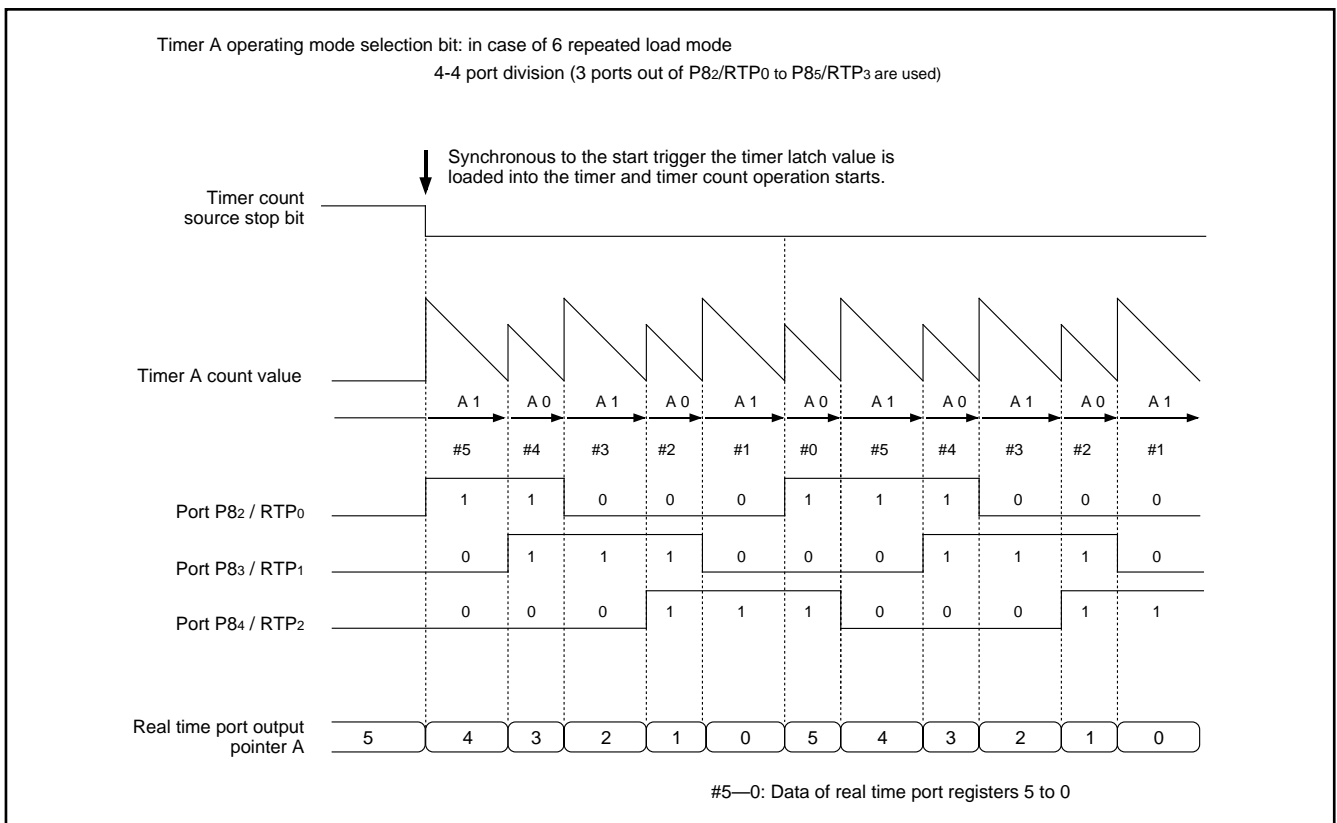 Timer A operating mode selection bit: in case of 6 repeated load mode
4-4 port division (3 ports out of P82/RTP0 to P85/RTP3 are used)
Synchronous to the start trigger the timer latch value is
loaded into the timer and timer count operation starts.
Timer count
source stop bit
Timer A count value
A 1 A 0 A 1 A 0 A 1 A 0 A 1 A 0 A 1 A 0 A 1
#5 #4 #3 #2 #1 #0 #5 #4 #3 #2 #1
Port P82 / RTP0 1 1 0 0 0 1 1 1 0 0 0
Port P83 / RTP1 0 1 1 1 0 0 0 1 1 1 0
Port P84 / RTP2 0 0 0 1 1 1 0 0 0 1 1
Real time port output
pointer A
5 4 3 2 1 0 5 4 3 2 1 0
#5—0: Data of real time port registers 5 to 0